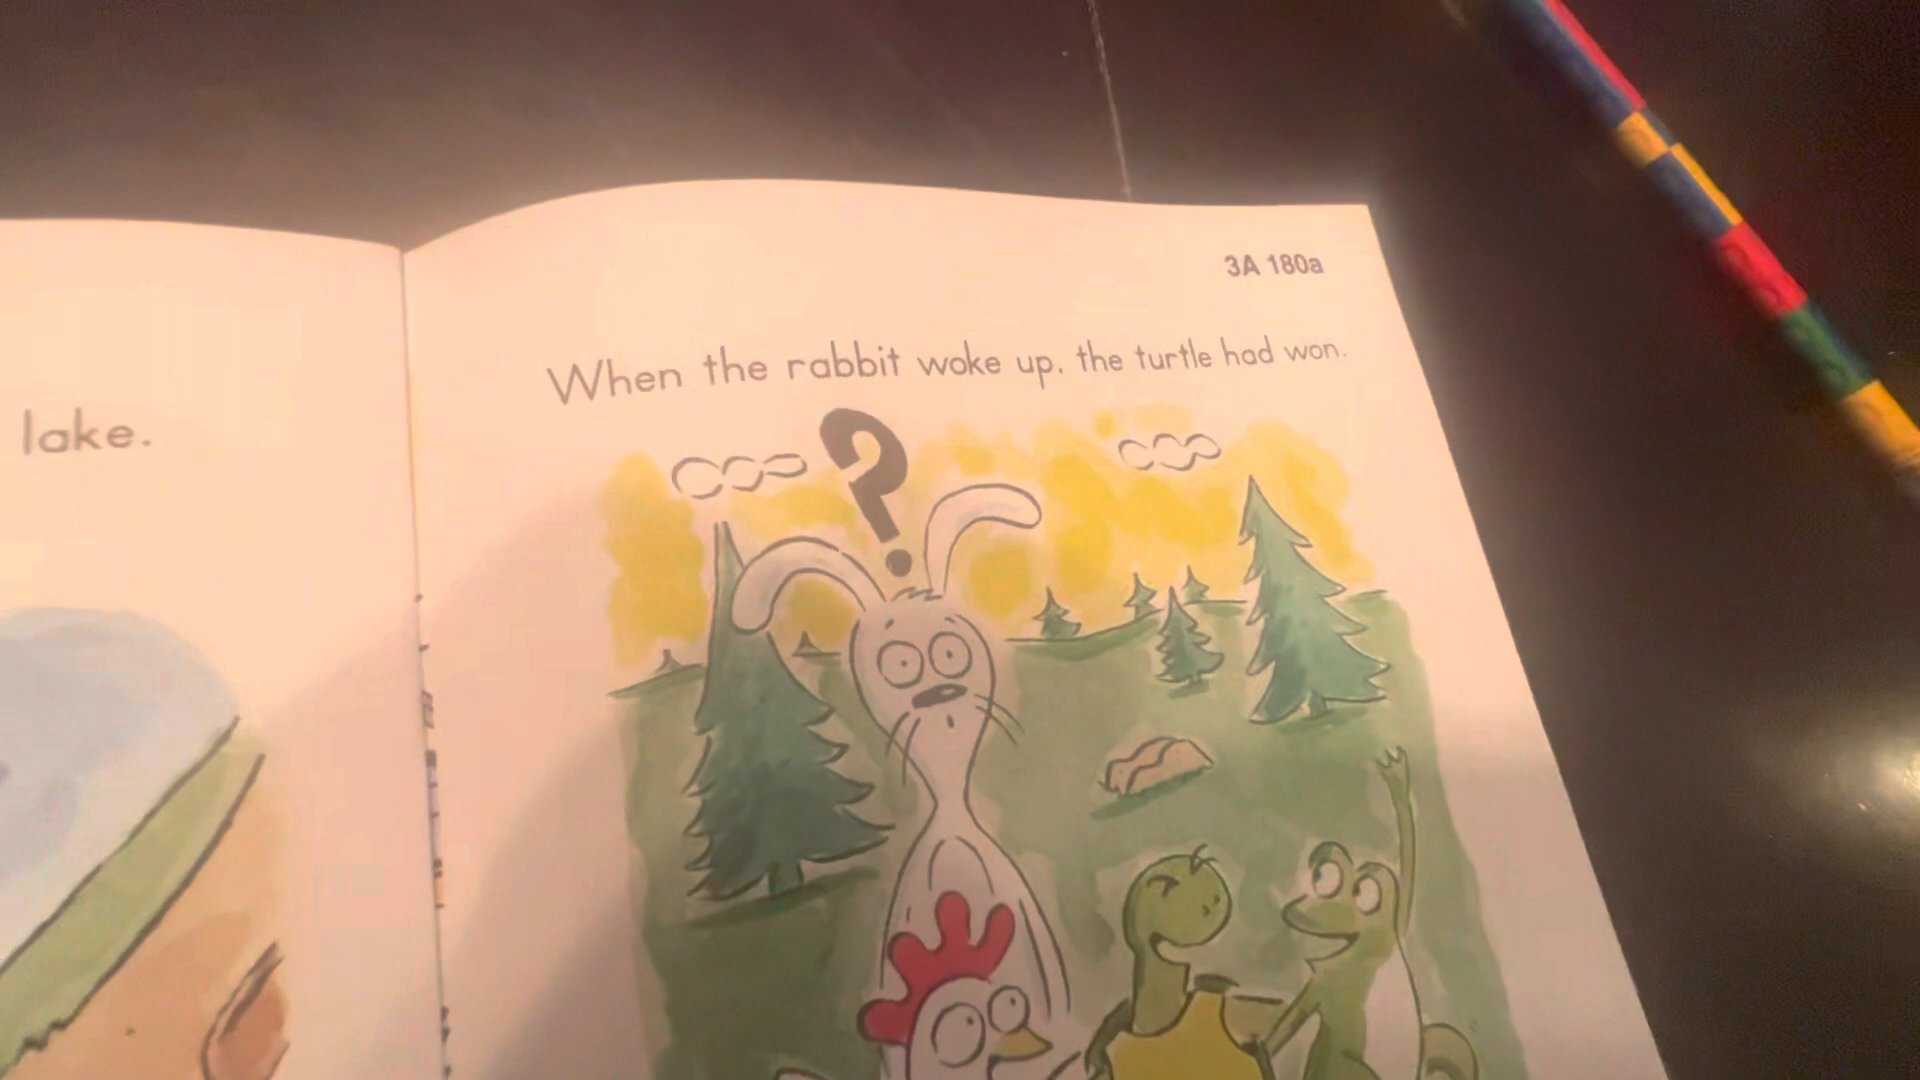 lake.
3A 180a
When the rabbit woke up, the turtle had won.
?